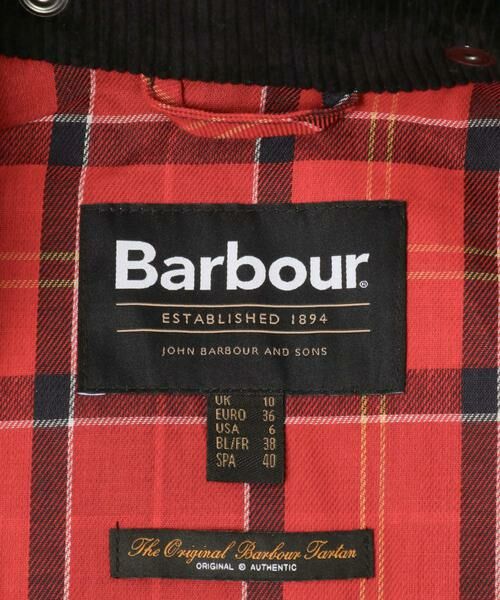 Barbour®
ESTABLISHED 1894
JOHN BARBOUR AND SONS
UK 10
EURO 36
USA 6
BL/FR 38
SPA 40
The Original Barbour Tartan
ORIGINAL © AUTHENTIC